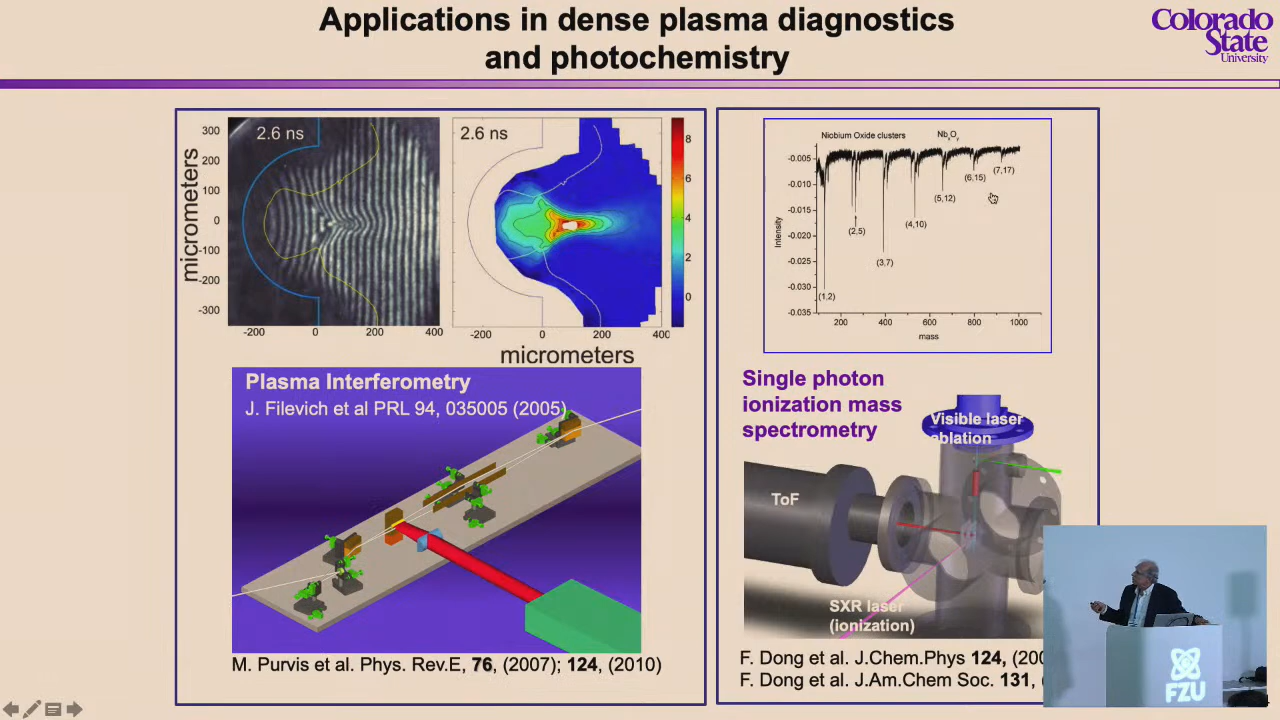 Applications in dense plasma diagnostics
and photochemistry
Colorado
State
University
2.6 ns
300
200
100
0
-100
-200
-300
micrometers
-200
0
200
400
2.6 ns
8
6
4
2
0
-200
0
200
400
micrometers
Plasma Interferometry
J. Filevich et al PRL 94, 035005 (2005)
M. Purvis et al. Phys. Rev.E, 76, (2007); 124, (2010)
Niobium Oxide clusters
NbxOy
-0.005
-0.010
-0.015
-0.020
-0.025
-0.030
-0.035
Intensity
(1,2)
(2,5)
(3,7)
(4,10)
(5,12)
(6,15)
(7,17)
200
400
600
800
1000
mass
Single photon
ionization mass
spectrometry
Visible laser
ablation
ToF
SXR laser
(ionization)
F. Dong et al. J.Chem.Phys 124, (200
F. Dong et al. J.Am.Chem Soc. 131, (
FZU